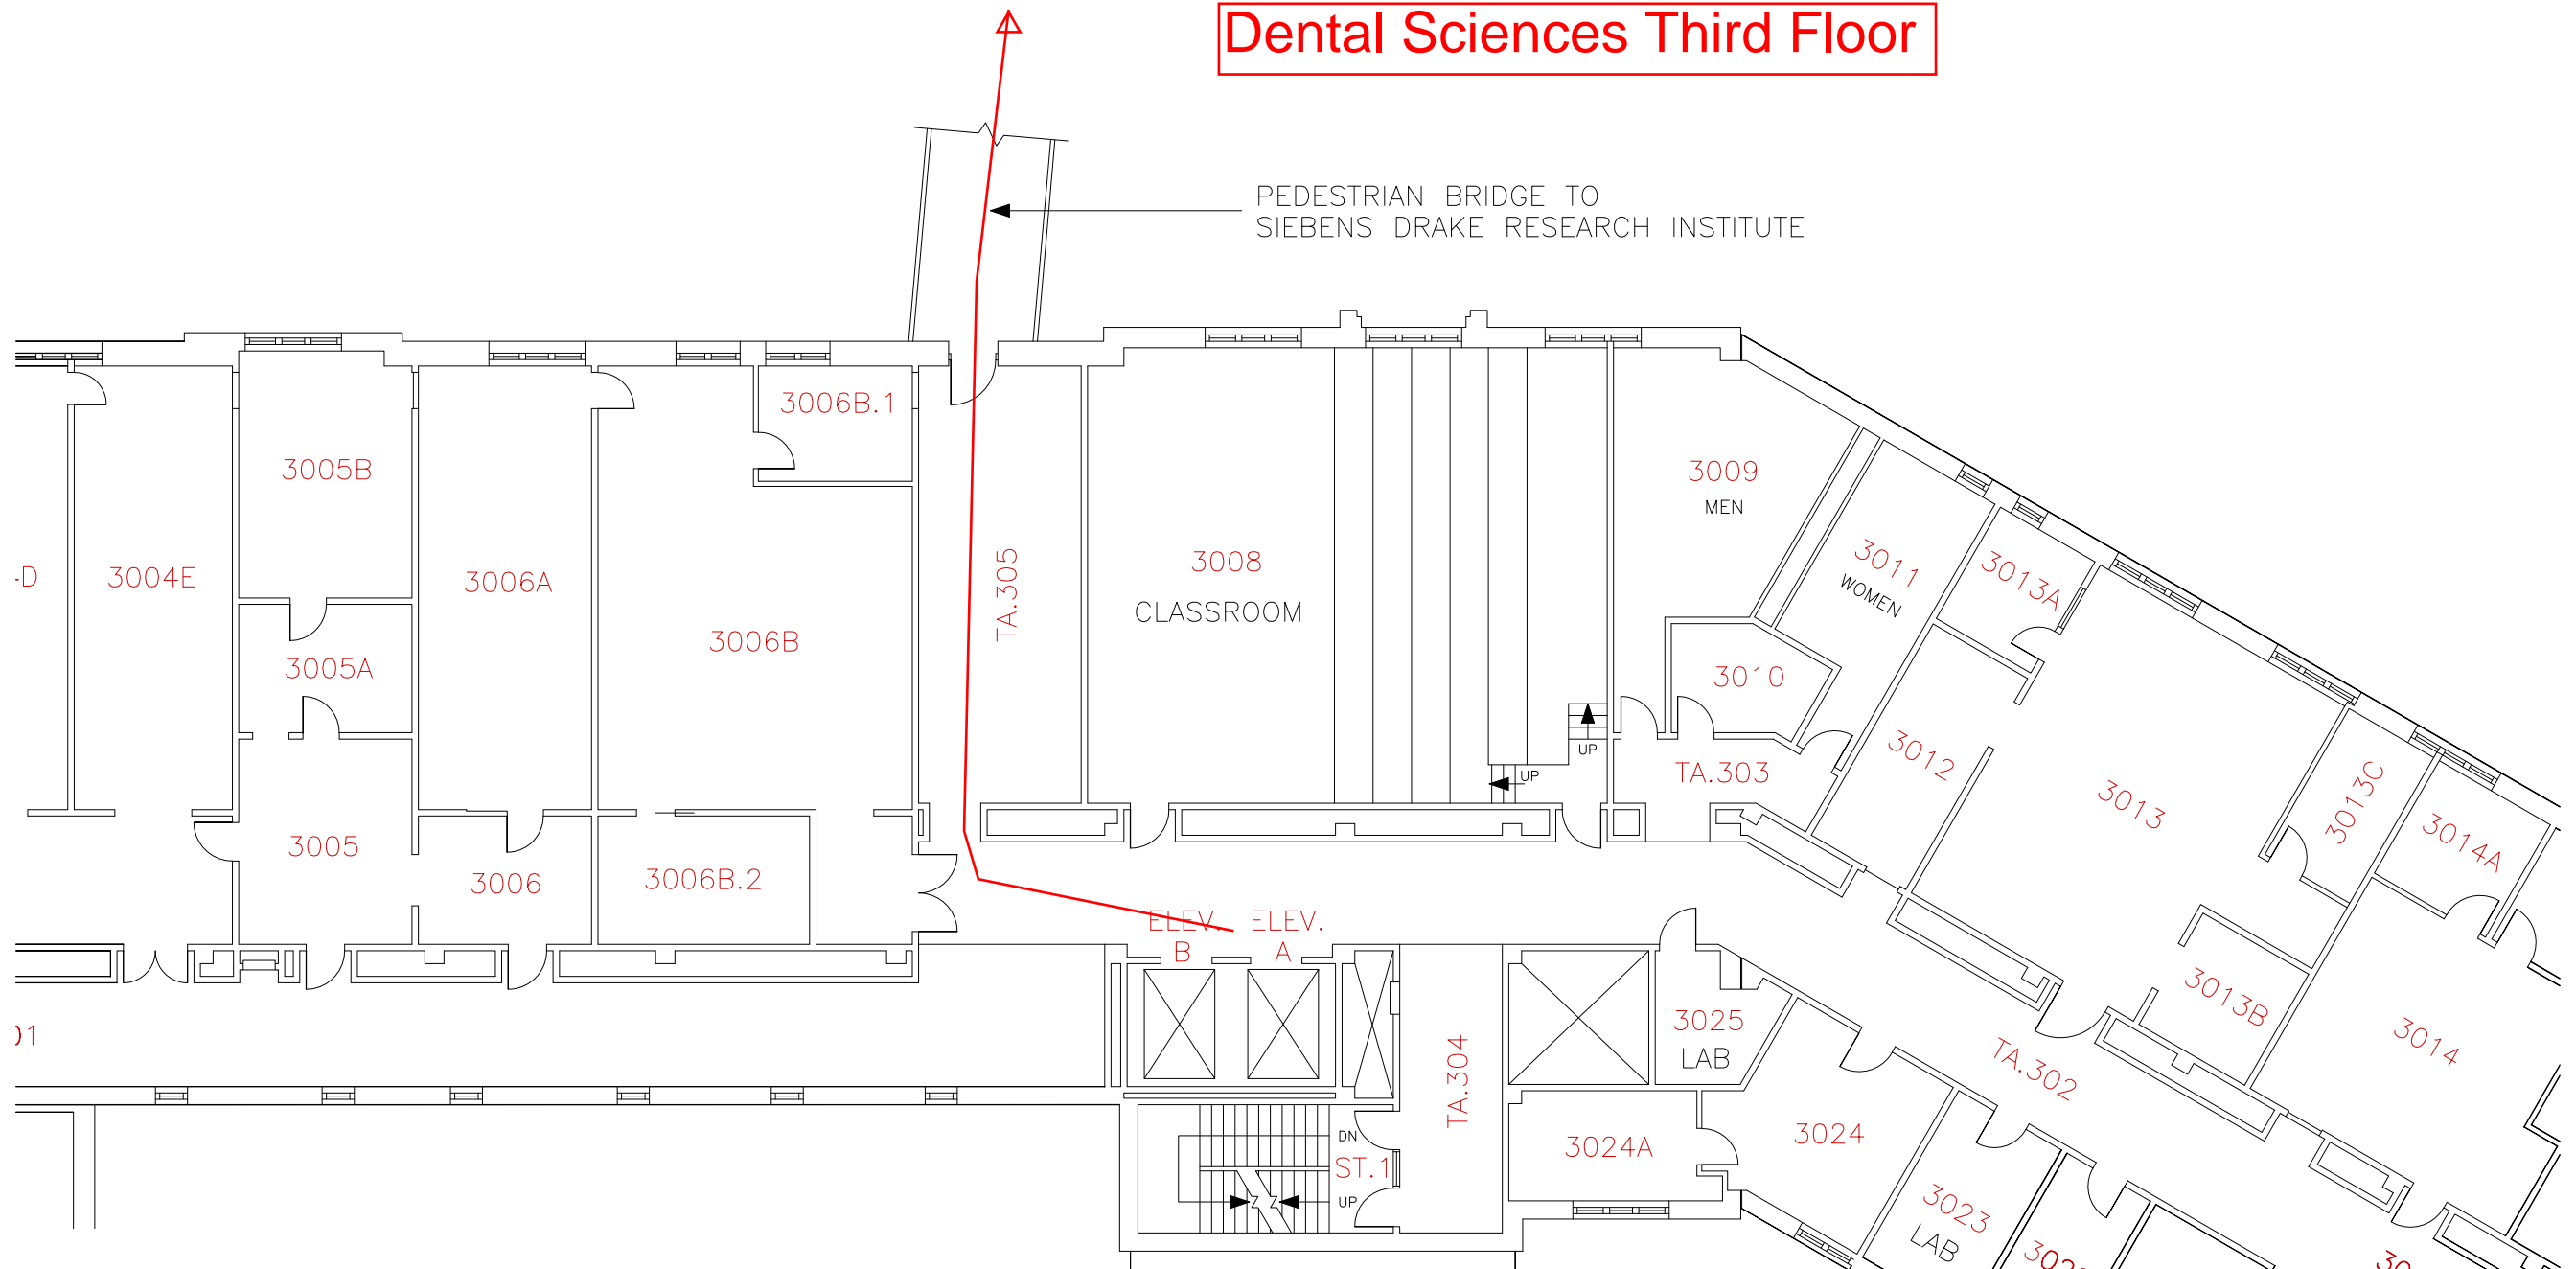 Dental Sciences Third Floor
PEDESTRIAN BRIDGE TO
SIEBENS DRAKE RESEARCH INSTITUTE
3006B.1
3005B
3009
MEN
3011
WOMEN
3013A
-D
3004E
3006A
TA.305
3008
CLASSROOM
3006B
3005A
3010
3012
TA.303
UP
UP
3013
3013C
3014A
3005
3006
3006B.2
ELEV.
B
ELEV.
A
3025
LAB
3013B
3014
TA.302
01
TA.304
DN
ST.1
UP
3024A
3024
3023
LAB
302
30